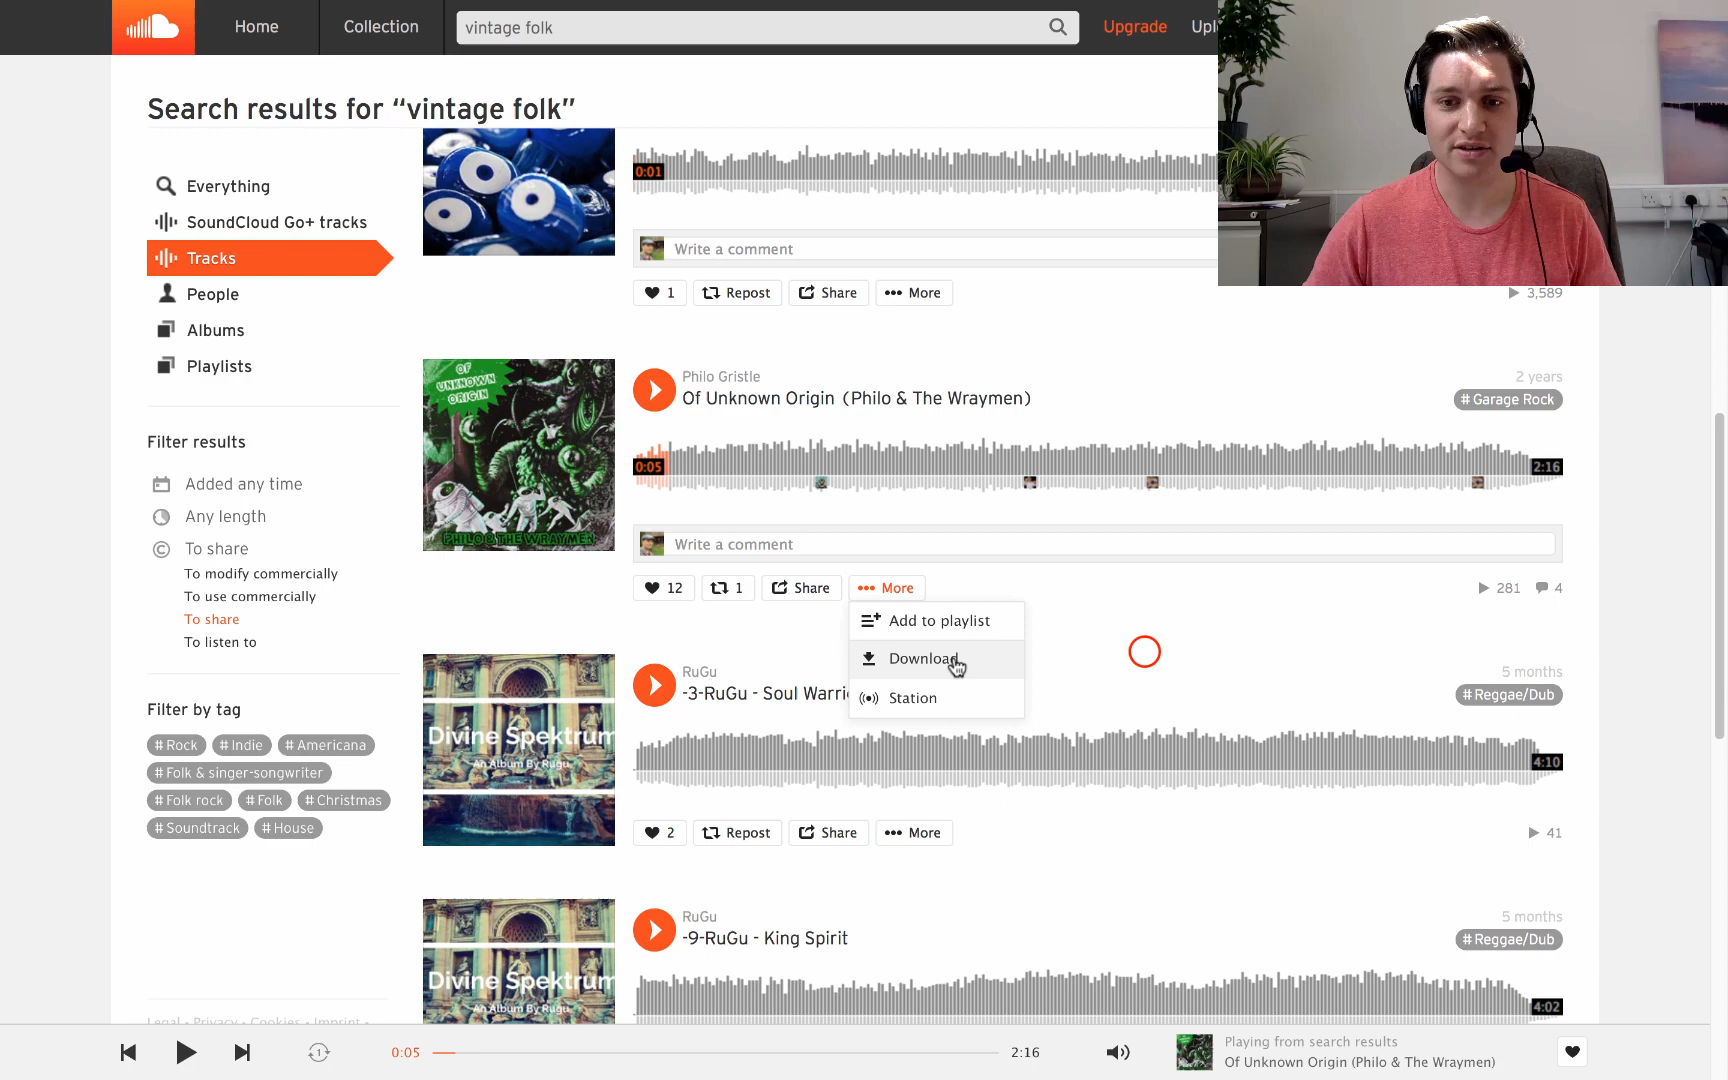 Home
Collection
vintage folk
Upgrade
Upl
Search results for “vintage folk”
Everything
SoundCloud Go+ tracks
Tracks
People
Albums
Playlists
Filter results
Added any time
Any length
To share
To modify commercially
To use commercially
To share
To listen to
Filter by tag
# Rock
# Indie
# Americana
# Folk & singer-songwriter
# Folk rock
# Folk
# Christmas
# Soundtrack
# House
Legal - Privacy - Cookies - Imprint -
0:01
Write a comment
1
Repost
Share
More
3,589
OF UNKNOWN ORIGIN
PHILO & THE WRAYMEN
Philo Gristle
2 years
Of Unknown Origin (Philo & The Wraymen)
# Garage Rock
0:05
2:16
Write a comment
12
1
Share
More
281
4
Add to playlist
Download
Station
Divine Spektrum
An Album By Rugu
RuGu
5 months
-3-RuGu - Soul Warri
# Reggae/Dub
4:10
2
Repost
Share
More
41
Divine Spektrum
An Album By Rugu
RuGu
5 months
-9-RuGu - King Spirit
# Reggae/Dub
4:02
1
0:05
2:16
Playing from search results
Of Unknown Origin (Philo & The Wraymen)